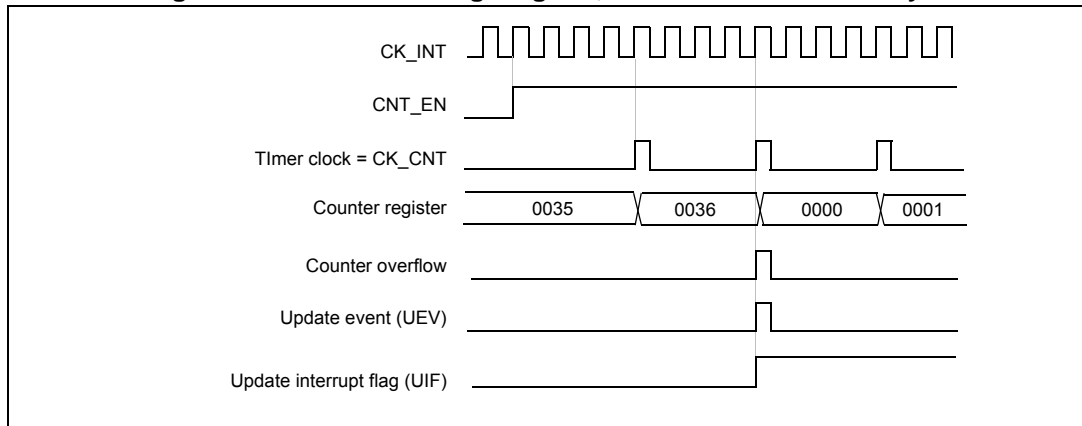 CK_INT
CNT_EN
TImer clock = CK_CNT
Counter register 0035 0036 0000 0001
Counter overflow
Update event (UEV)
Update interrupt flag (UIF)